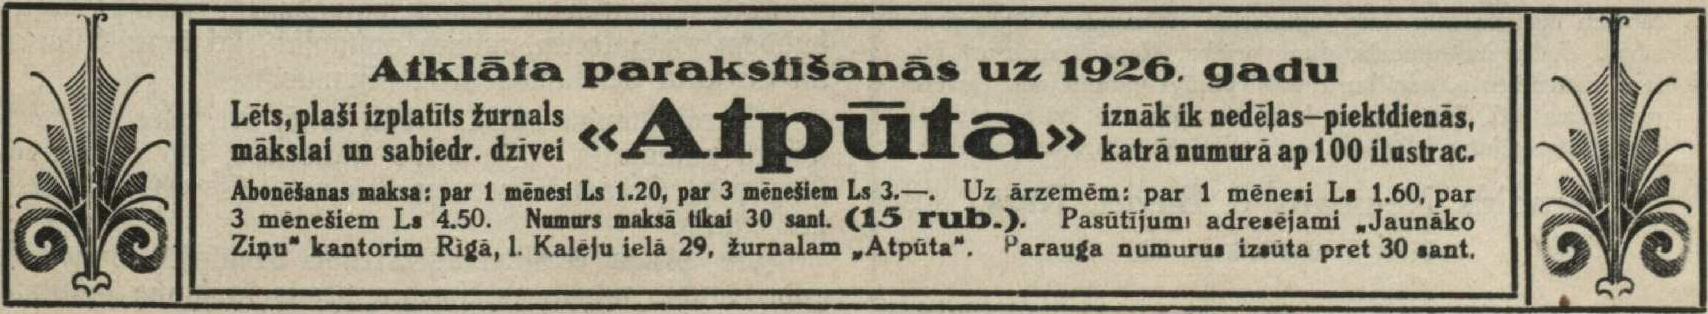 Atklāta parakstīšanās uz 1926. gadu
Lēts, plaši izplatīts žurnals
mākslai un sabiedr. dzīvei
«Atpūta»
iznāk ik nedēļas—piektdienās,
katrā numurā ap 100 ilustrac.
Abonēšanas maksa: par 1 mēnesi Ls 1.20, par 3 mēnešiem Ls 3.—. Uz ārzemēm: par 1 mēnesi Ls 1.60, par
3 mēnešiem Ls 4.50. Numurs maksā tikai 30 sant. (15 rub.). Pasūtījumi adresējami „Jaunāko
Ziņu" kantorim Rīgā, l. Kalēju ielā 29, žurnalam „Atpūta". Parauga numurus izsūta pret 30 sant.